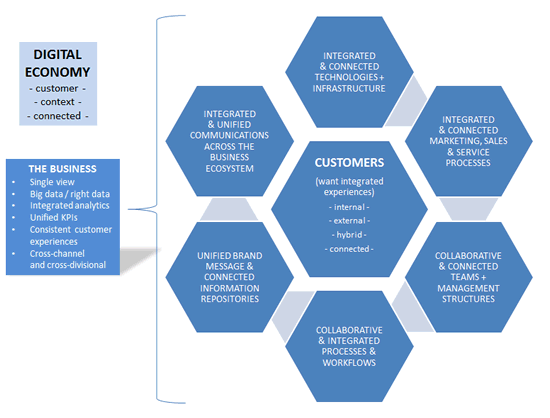 DIGITAL
ECONOMY
- customer -
- context -
- connected -
THE BUSINESS
• Single view
• Big data / right data
• Integrated analytics
• Unified KPIs
• Consistent customer
experiences
• Cross-channel
and cross-divisional
INTEGRATED
& CONNECTED
TECHNOLOGIES +
INFRASTRUCTURE
INTEGRATED
& UNIFIED
COMMUNICATIONS
ACROSS THE
BUSINESS
ECOSYSTEM
INTEGRATED
& CONNECTED
MARKETING, SALES
& SERVICE
PROCESSES
CUSTOMERS
(want integrated
experiences)
- internal -
- external -
- hybrid -
- connected -
UNIFIED BRAND
MESSAGE &
CONNECTED
INFORMATION
REPOSITORIES
COLLABORATIVE
& CONNECTED
TEAMS +
MANAGEMENT
STRUCTURES
COLLABORATIVE
& INTEGRATED
PROCESSES &
WORKFLOWS